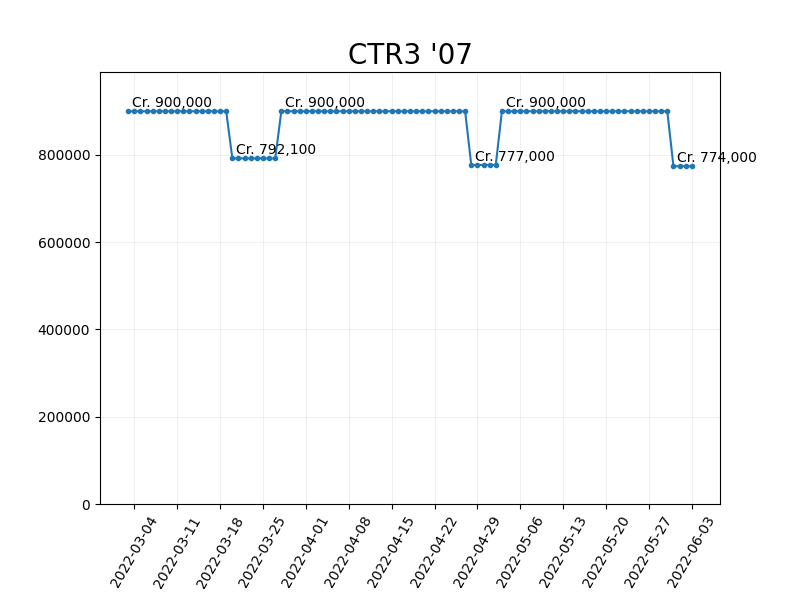 CTR3 '07
Cr. 900,000
Cr. 900,000
Cr. 900,000
Cr. 792,100
Cr. 777,000
Cr. 774,000
800000
600000
400000
200000
0
2022-03-04
2022-03-11
2022-03-18
2022-03-25
2022-04-01
2022-04-08
2022-04-15
2022-04-22
2022-04-29
2022-05-06
2022-05-13
2022-05-20
2022-05-27
2022-06-03